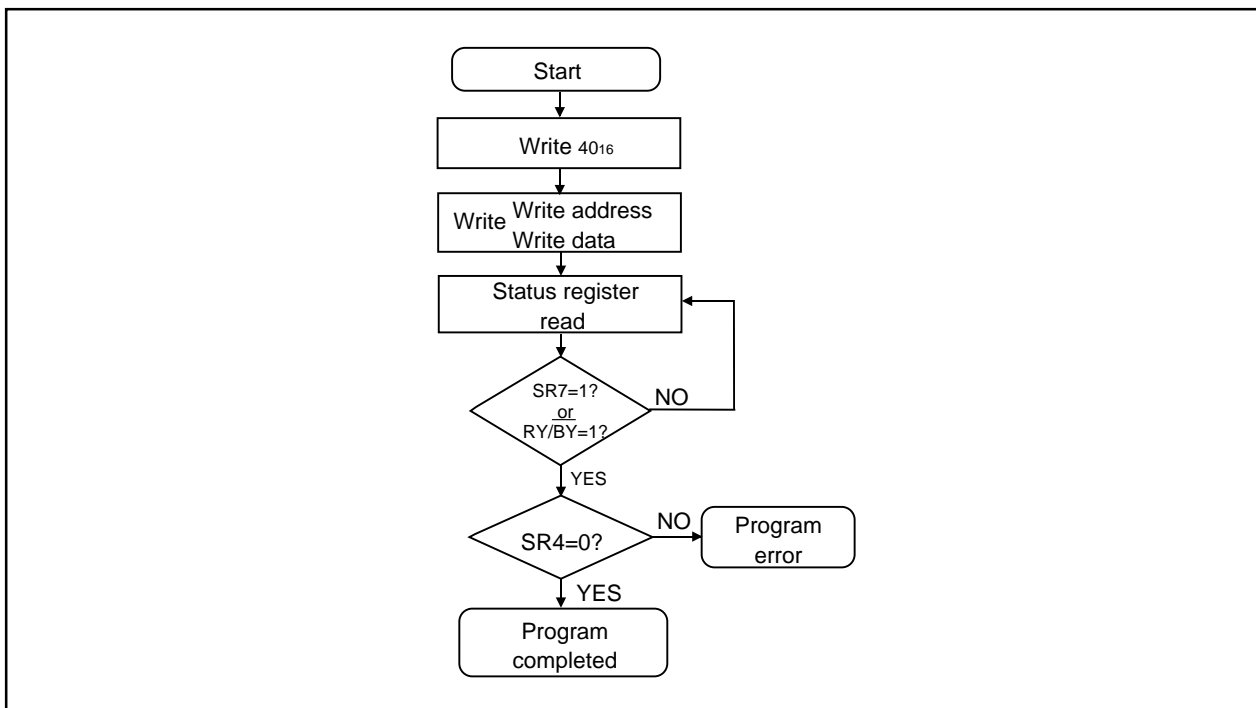 Start
Write 40₁₆
Write Write address
Write data
Status register
read
SR7=1?
or
RY/B̅Y̅=1?
NO
YES
SR4=0?
NO
Program
error
YES
Program
completed